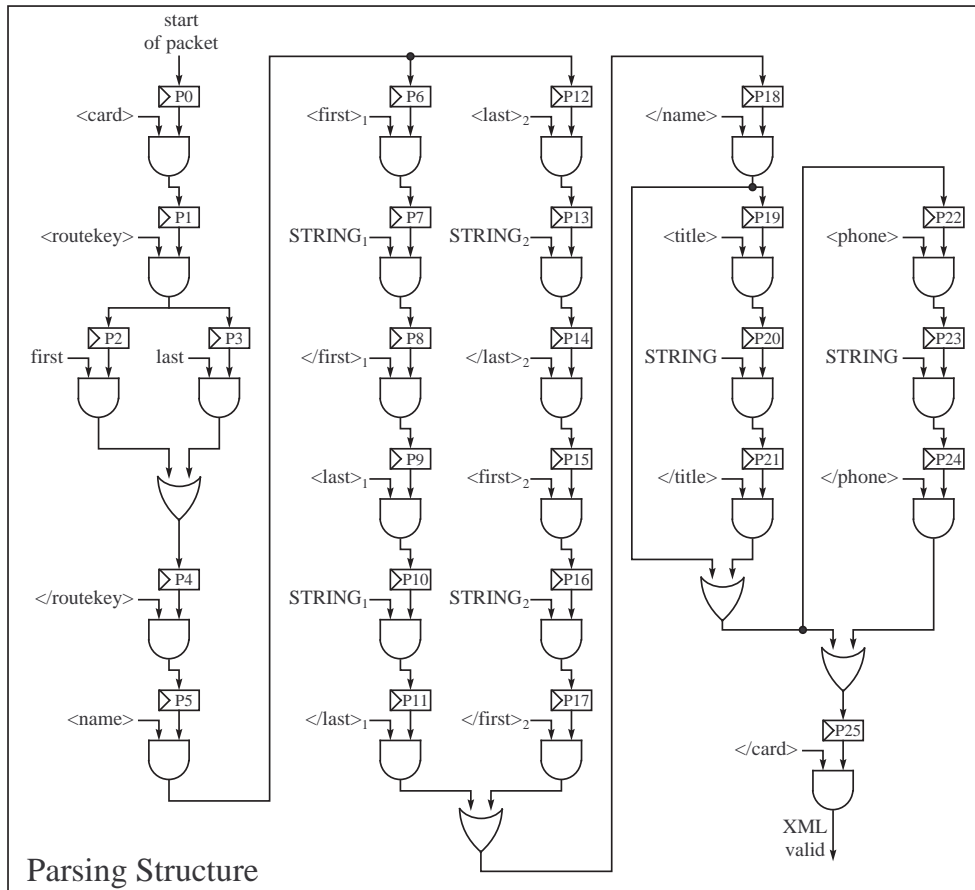 start
of packet
P0
<card>
P1
<routekey>
P2
first
P3
last
P4
</routekey>
P5
<name>
P6
<first>₁
P7
STRING₁
P8
</first>₁
P9
<last>₁
P10
STRING₁
P11
</last>₁
P12
<last>₂
P13
STRING₂
P14
</last>₂
P15
<first>₂
P16
STRING₂
P17
</first>₂
P18
</name>
P19
<title>
P20
STRING
P21
</title>
P22
<phone>
P23
STRING
P24
</phone>
P25
</card>
XML
valid
Parsing Structure